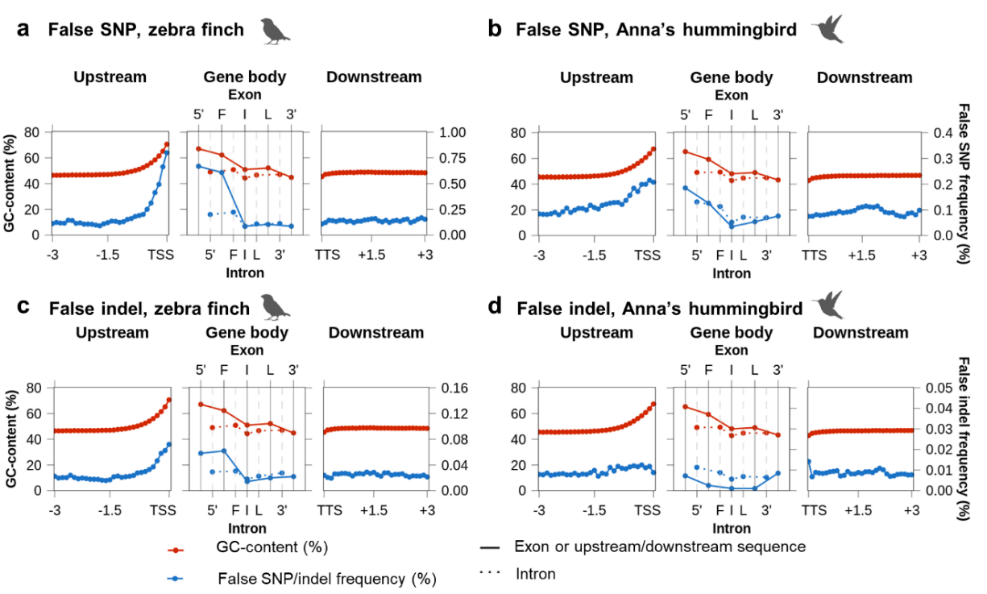 a False SNP, zebra finch
Upstream Gene body Downstream
Exon
5' F I L 3'
80 60 40 20 0
GC-content (%)
1.00 0.75 0.50 0.25 0.00
-3 -1.5 TSS 5' F I L 3' TTS +1.5 +3
Intron
b False SNP, Anna's hummingbird
Upstream Gene body Downstream
Exon
5' F I L 3'
80 60 40 20 0
0.4 0.3 0.2 0.1 0.0
False SNP frequency (%)
-3 -1.5 TSS 5' F I L 3' TTS +1.5 +3
Intron
c False indel, zebra finch
Upstream Gene body Downstream
Exon
5' F I L 3'
80 60 40 20 0
GC-content (%)
0.16 0.12 0.08 0.04 0.00
-3 -1.5 TSS 5' F I L 3' TTS +1.5 +3
Intron
d False indel, Anna's hummingbird
Upstream Gene body Downstream
Exon
5' F I L 3'
80 60 40 20 0
0.05 0.04 0.03 0.02 0.01 0.00
False indel frequency (%)
-3 -1.5 TSS 5' F I L 3' TTS +1.5 +3
Intron
GC-content (%)
False SNP/indel frequency (%)
Exon or upstream/downstream sequence
Intron